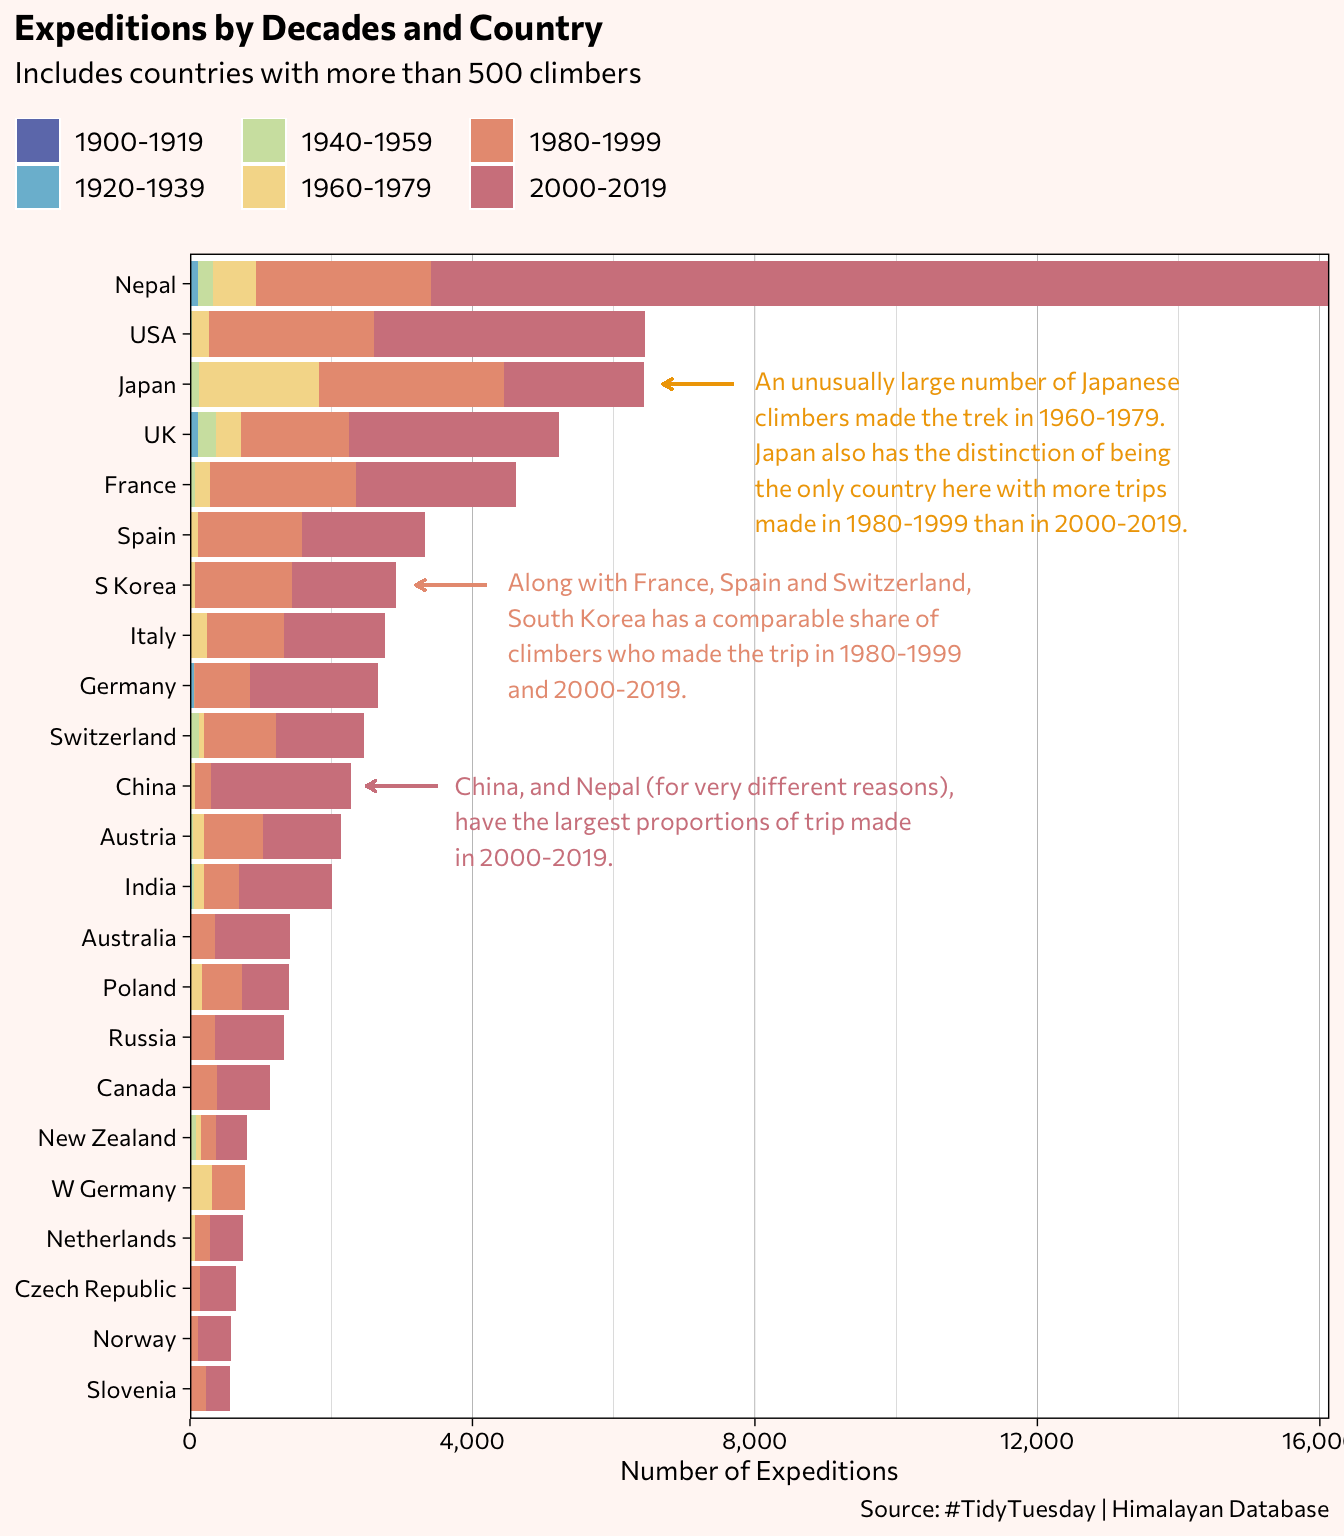 Expeditions by Decades and Country
Includes countries with more than 500 climbers
1900-1919
1940-1959
1980-1999
1920-1939
1960-1979
2000-2019
Nepal
USA
Japan
An unusually large number of Japanese
climbers made the trek in 1960-1979.
Japan also has the distinction of being
the only country here with more trips
made in 1980-1999 than in 2000-2019.
UK
France
Spain
S Korea
Along with France, Spain and Switzerland,
South Korea has a comparable share of
climbers who made the trip in 1980-1999
and 2000-2019.
Italy
Germany
Switzerland
China
China, and Nepal (for very different reasons),
have the largest proportions of trip made
in 2000-2019.
Austria
India
Australia
Poland
Russia
Canada
New Zealand
W Germany
Netherlands
Czech Republic
Norway
Slovenia
0 4,000 8,000 12,000 16,00
Number of Expeditions
Source: #TidyTuesday | Himalayan Database